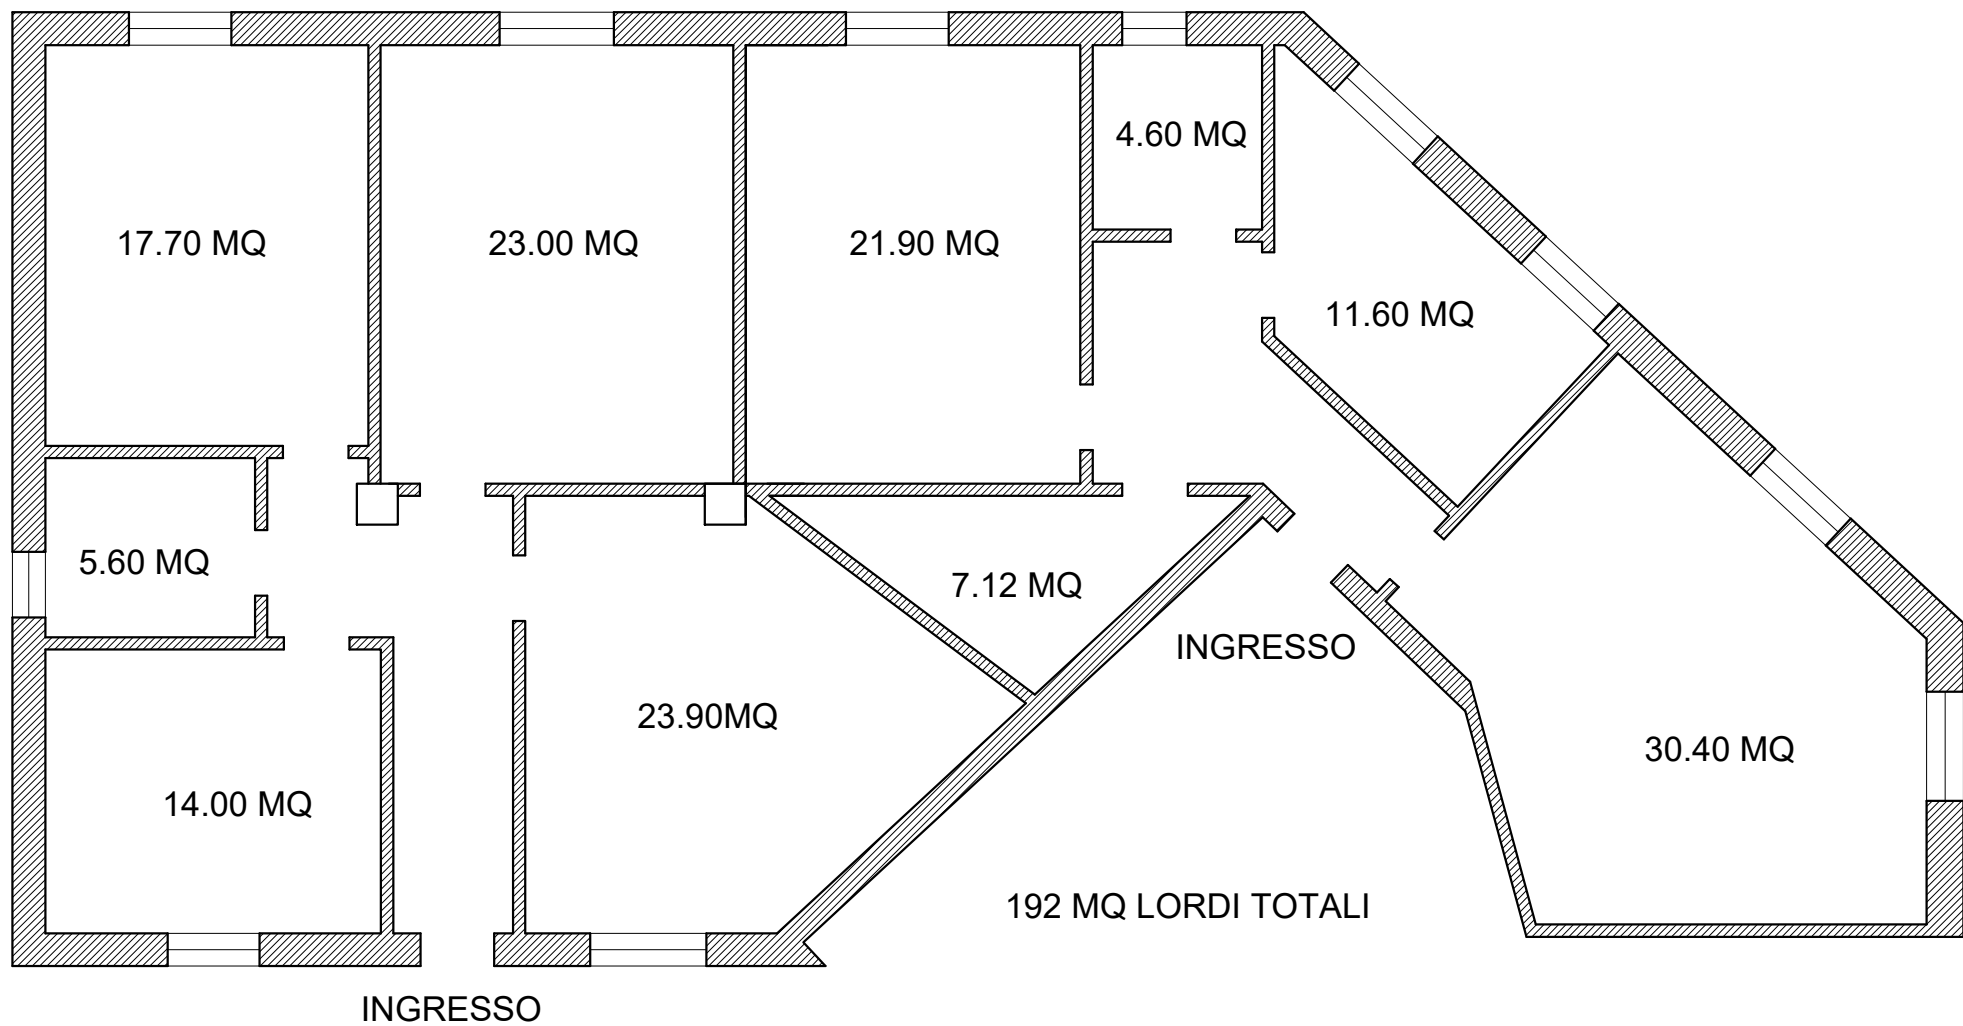 4.60 MQ
17.70 MQ
23.00 MQ
21.90 MQ
11.60 MQ
5.60 MQ
7.12 MQ
INGRESSO
23.90MQ
30.40 MQ
14.00 MQ
192 MQ LORDI TOTALI
INGRESSO